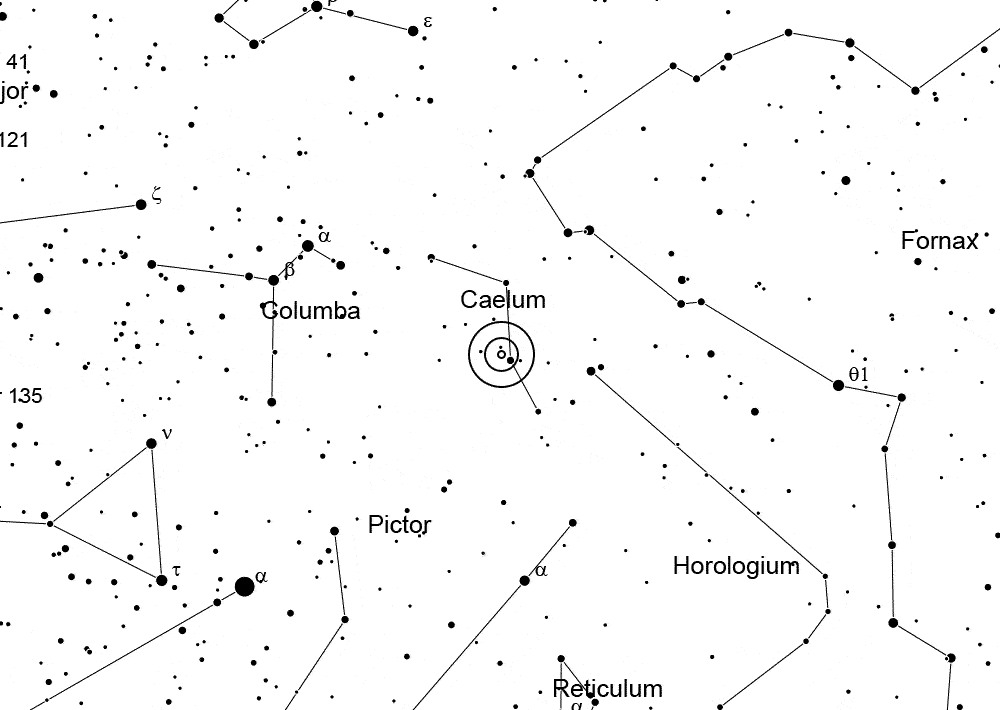 ε
41
jor
121
ζ
α
Fornax
β
Caelum
Columba
θ1
135
ν
Pictor
Horologium
τ
α
α
Reticulum
α